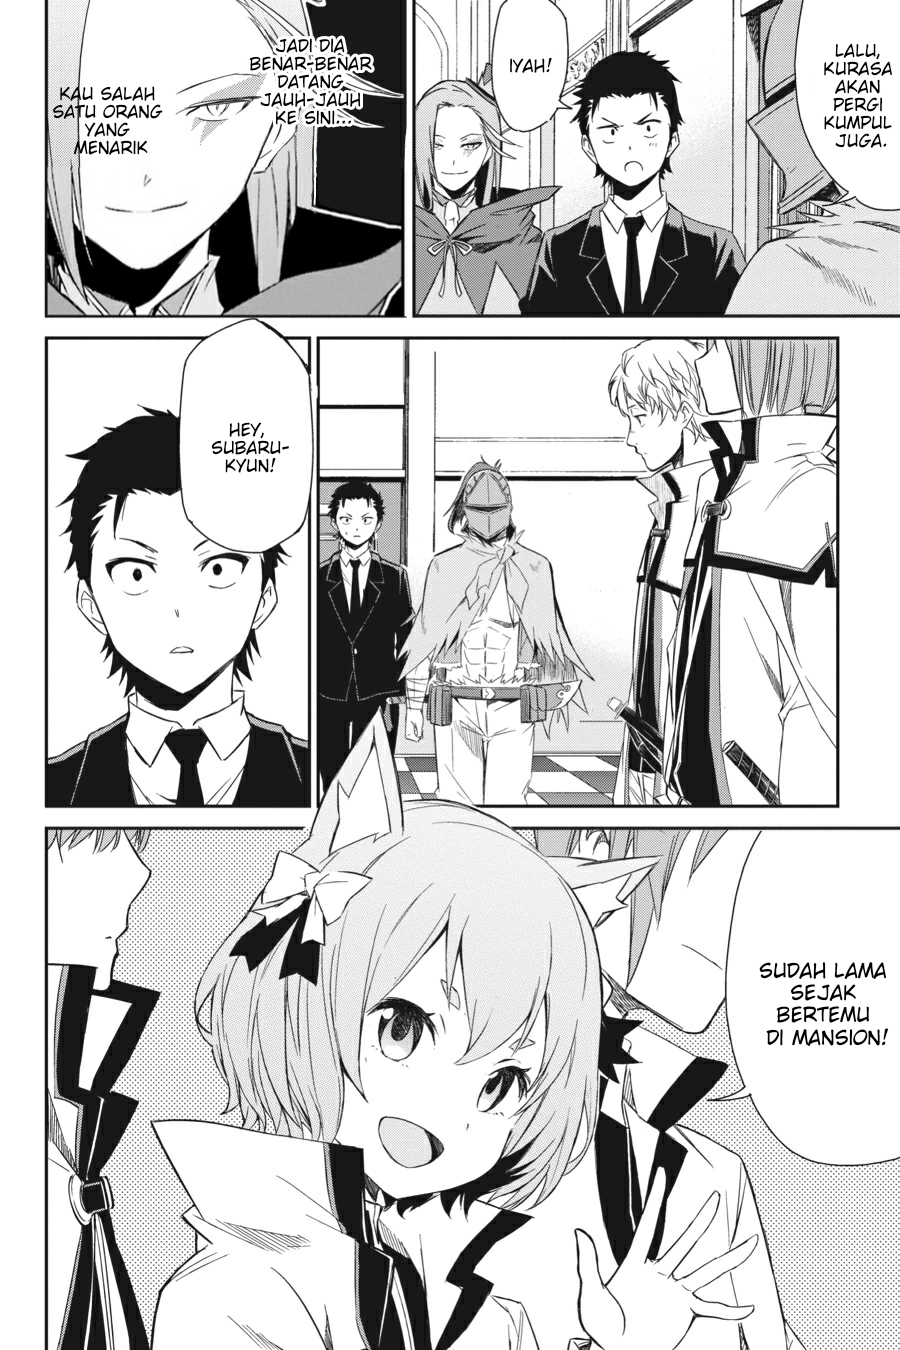 LALU,
KURASA
AKAN
PERGI
KUMPUL
JUGA.
IYAH!
JADI DIA
BENAR-BENAR
DATANG
JAUH-JAUH
KE SINI...
KAU SALAH
SATU ORANG
YANG
MENARIK
HEY,
SUBARU-
KYUN!
SUDAH LAMA
SEJAK
BERTEMU
DI MANSION!